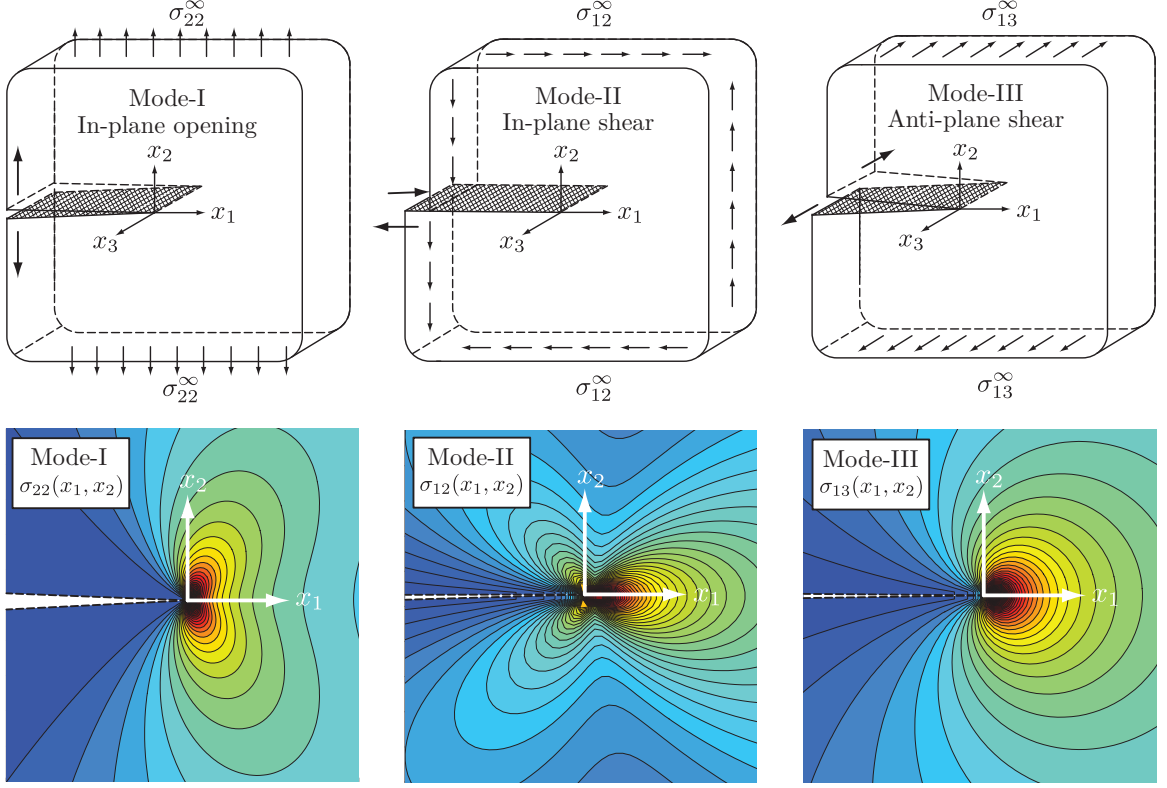 σ₂₂^∞
Mode-I
In-plane opening
x₂
x₁
x₃
σ₂₂^∞
σ₁₂^∞
Mode-II
In-plane shear
x₂
x₁
x₃
σ₁₂^∞
σ₁₃^∞
Mode-III
Anti-plane shear
x₂
x₁
x₃
σ₁₃^∞
Mode-I
σ₂₂(x₁, x₂)
x₂
x₁
Mode-II
σ₁₂(x₁, x₂)
x₂
x₁
Mode-III
σ₁₃(x₁, x₂)
x₂
x₁